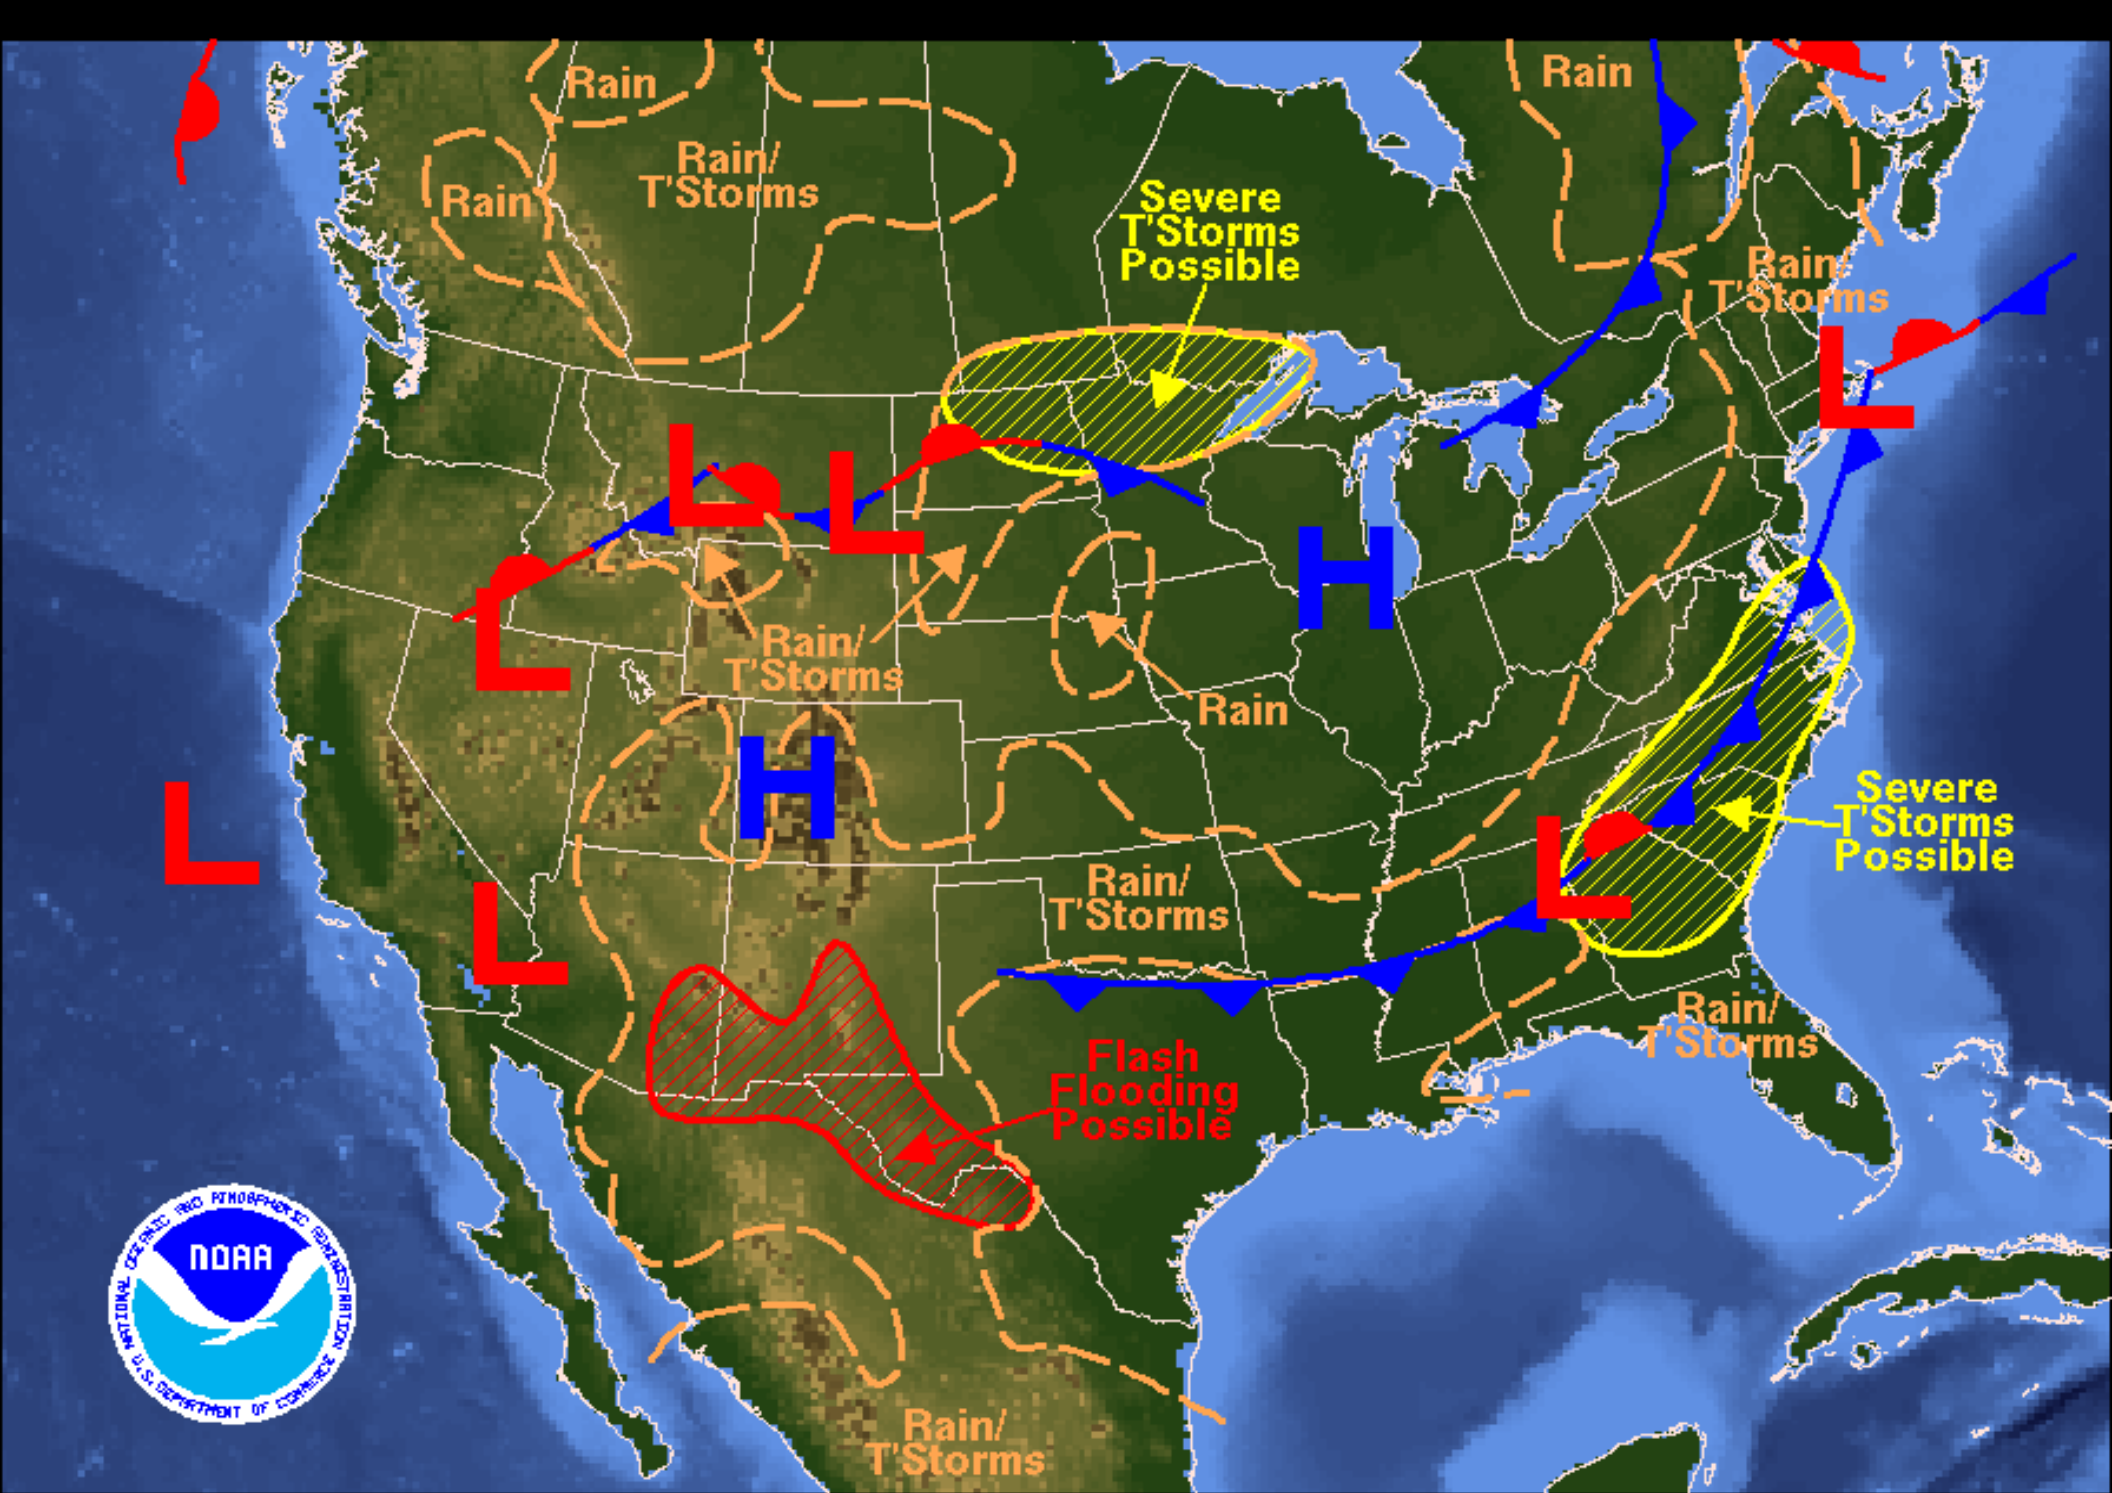 Rain
Rain
Rain/
T'Storms
Rain
Severe
T'Storms
Possible
Rain/
T'Storms
L
L
L
L
H
Rain/
T'Storms
Rain
H
L
L
L
Severe
T'Storms
Possible
Rain/
T'Storms
Rain/
T'Storms
Flash
Flooding
Possible
Rain/
T'Storms
NATIONAL OCEANIC AND ATMOSPHERIC ADMINISTRATION
NOAA
U.S. DEPARTMENT OF COMMERCE